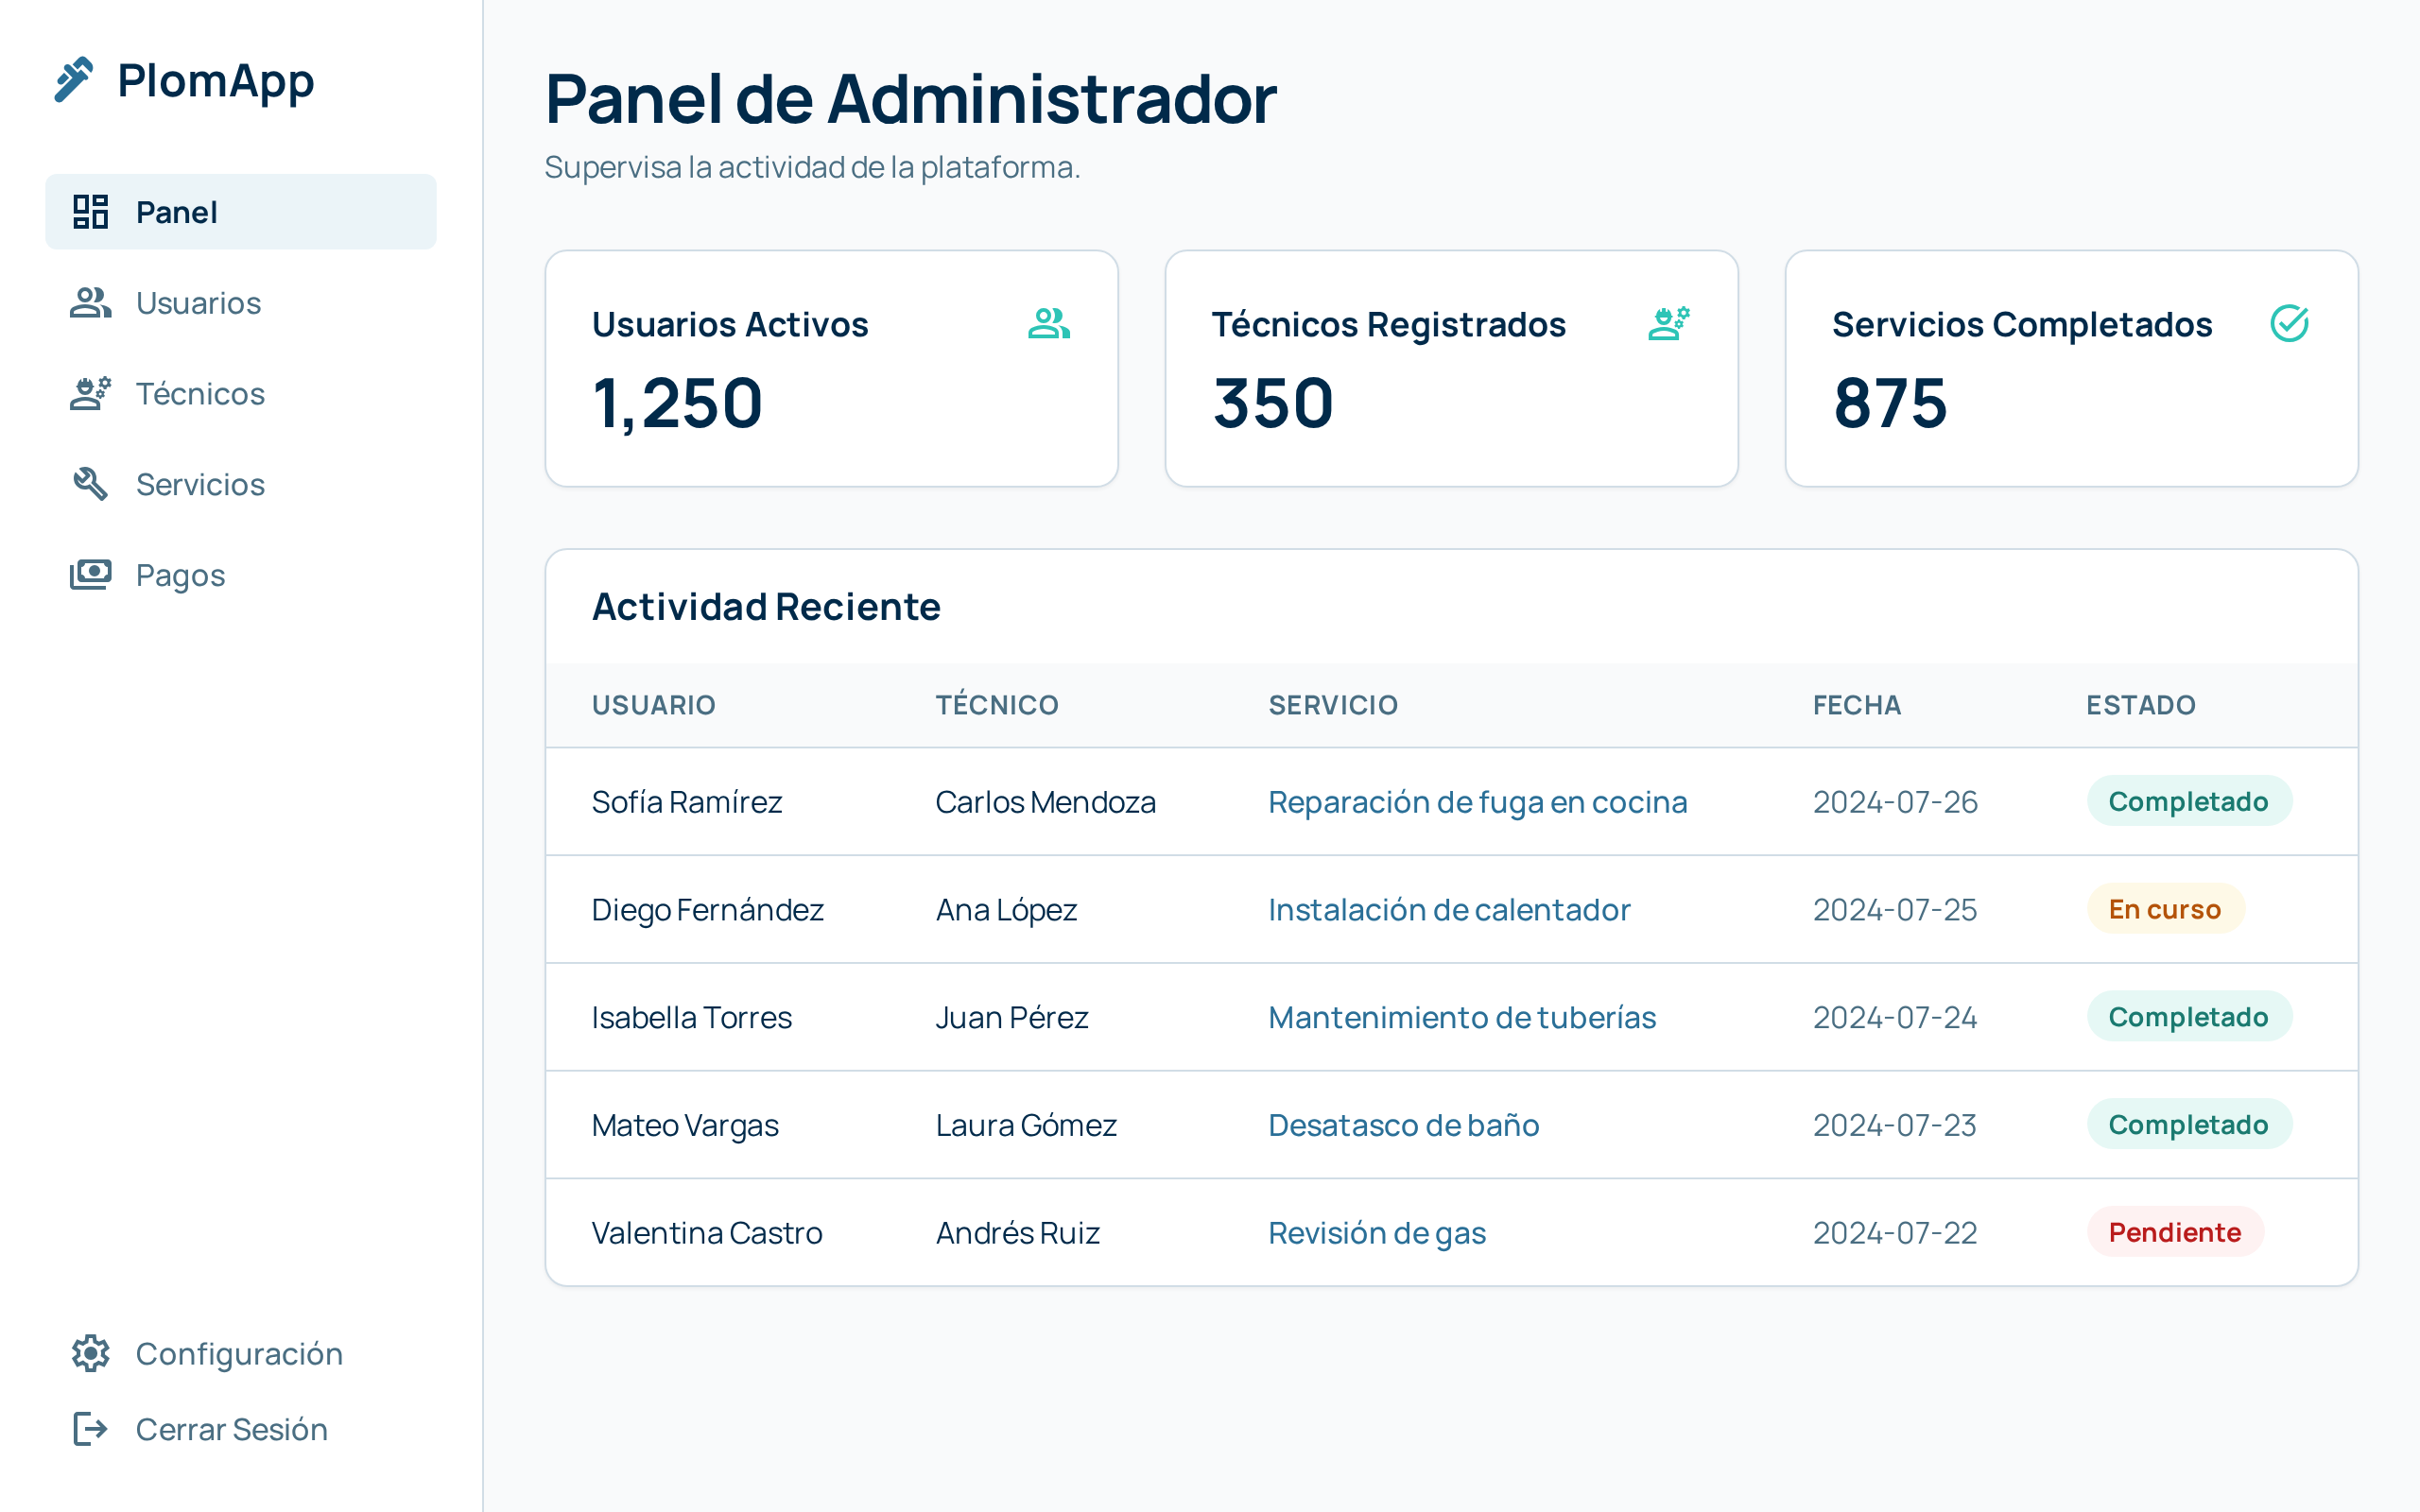 PlomApp
Panel
Usuarios
Técnicos
Servicios
Pagos
Configuración
Cerrar Sesión
Panel de Administrador
Supervisa la actividad de la plataforma.
Usuarios Activos
1,250
Técnicos Registrados
350
Servicios Completados
875
Actividad Reciente
USUARIO TÉCNICO SERVICIO FECHA ESTADO
Sofía Ramírez Carlos Mendoza Reparación de fuga en cocina 2024-07-26 Completado
Diego Fernández Ana López Instalación de calentador 2024-07-25 En curso
Isabella Torres Juan Pérez Mantenimiento de tuberías 2024-07-24 Completado
Mateo Vargas Laura Gómez Desatasco de baño 2024-07-23 Completado
Valentina Castro Andrés Ruiz Revisión de gas 2024-07-22 Pendiente